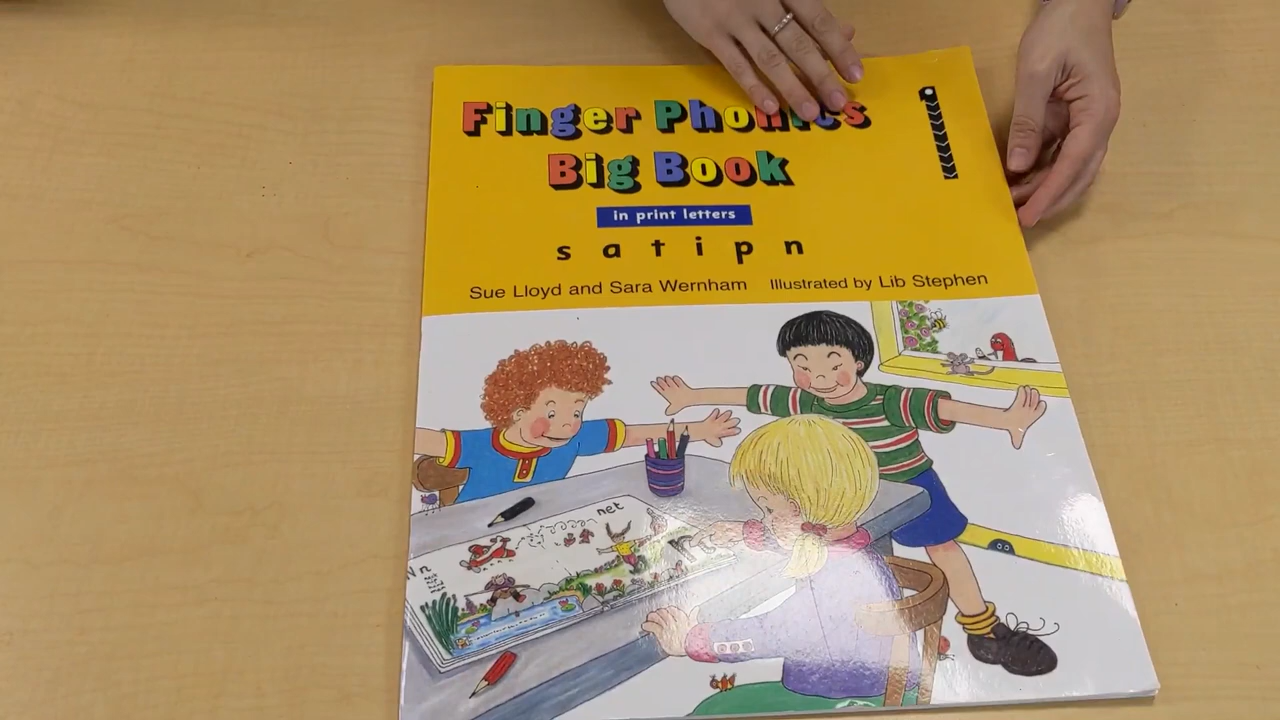 Finger Phonics
Big Book
in print letters
s a t i p n
Sue Lloyd and Sara Wernham Illustrated by Lib Stephen
net
N n